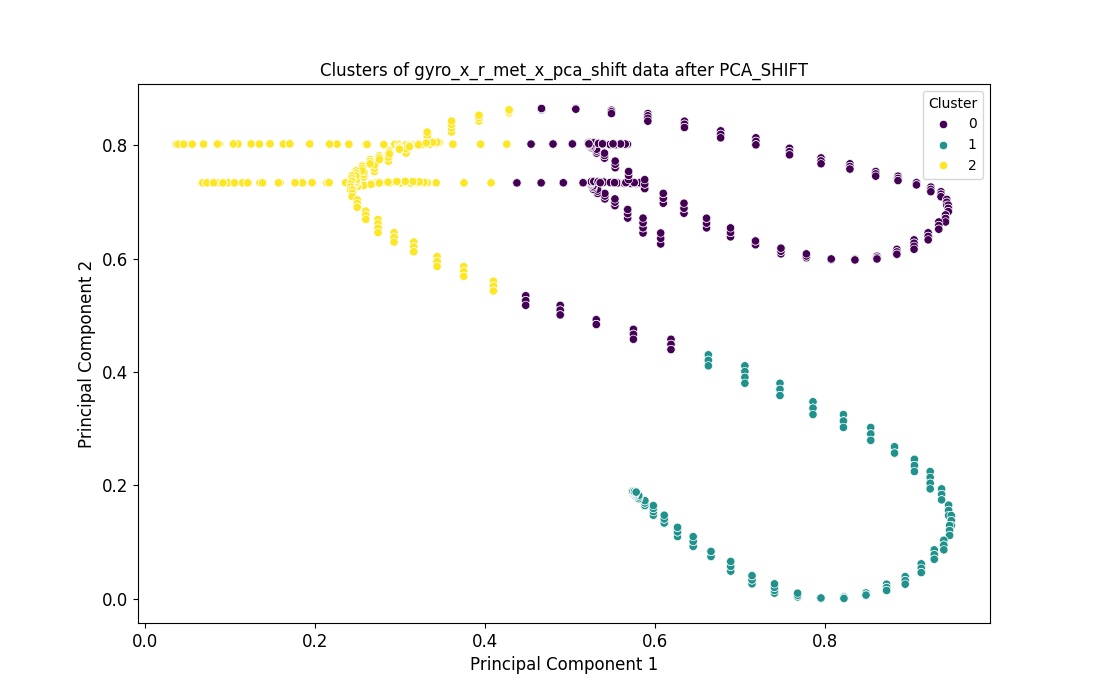 Clusters of gyro_x_r_met_x_pca_shift data after PCA_SHIFT
Cluster
0
1
2
0.8
0.6
0.4
0.2
0.0
Principal Component 2
0.0 0.2 0.4 0.6 0.8
Principal Component 1